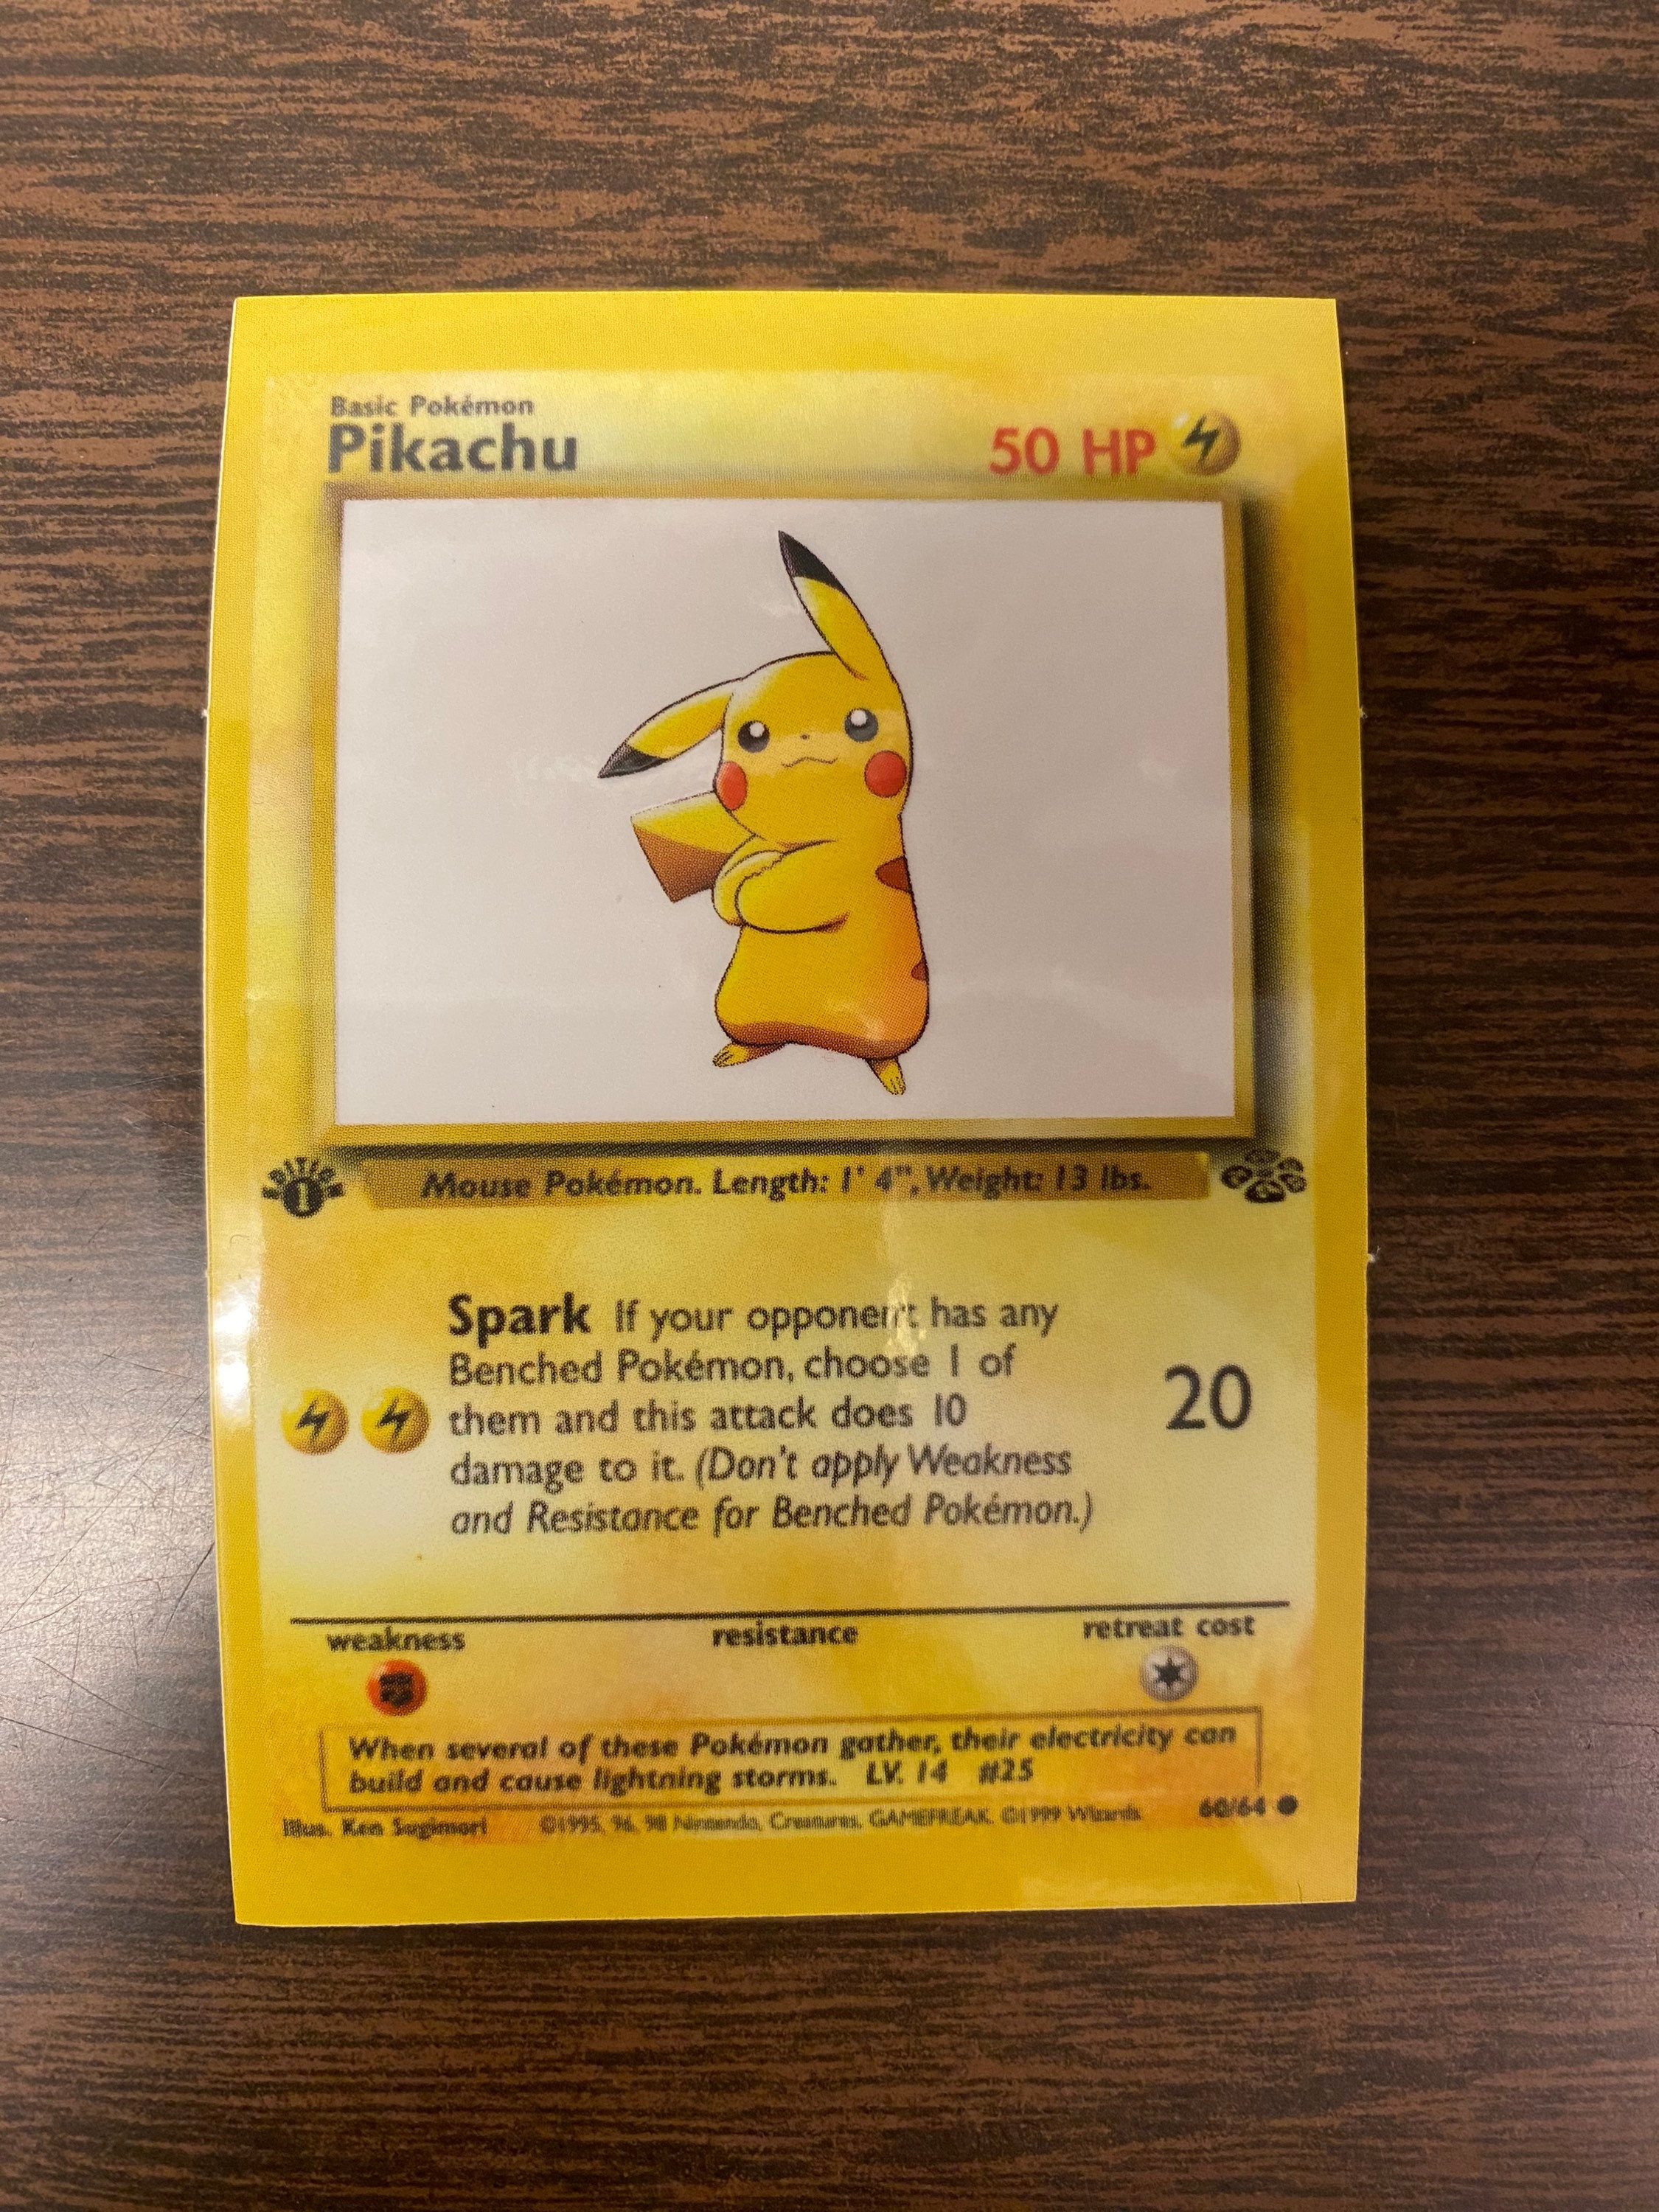 Basic Pokémon
Pikachu
50 HP
EDITION
1
Mouse Pokémon. Length: 1' 4", Weight: 13 lbs.
Spark If your opponent has any
Benched Pokémon, choose 1 of
them and this attack does 10
damage to it. (Don't apply Weakness
and Resistance for Benched Pokémon.)
20
weakness
resistance
retreat cost
When several of these Pokémon gather, their electricity can
build and cause lightning storms. LV. 14 #25
Illus. Ken Sugimori
©1995, 96, 98 Nintendo, Creatures, GAMEFREAK. ©1999 Wizards
60/64